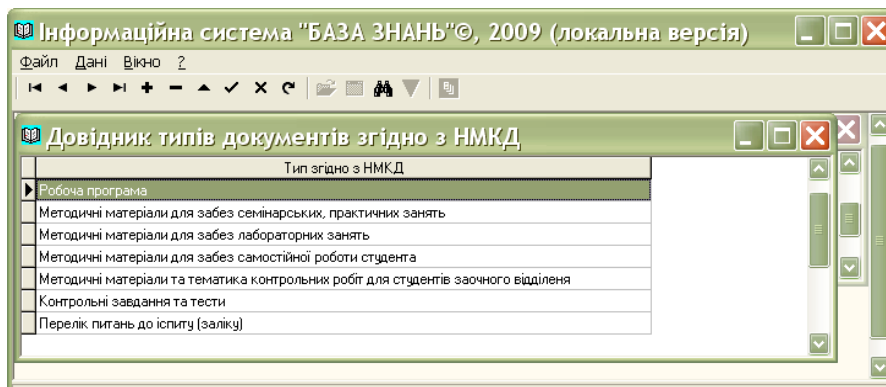 Інформаційна система "БАЗА ЗНАНЬ"©, 2009 (локальна версія)
Файл Дані Вікно ?
Довідник типів документів згідно з НМКД
Тип згідно з НМКД
Робоча програма
Методичні матеріали для забез семінарських, практичних занять
Методичні матеріали для забез лабораторних занять
Методичні матеріали для забез самостійної роботи студента
Методичні матеріали та тематика контрольних робіт для студентів заочного відділеня
Контрольні завдання та тести
Перелік питань до іспиту (заліку)